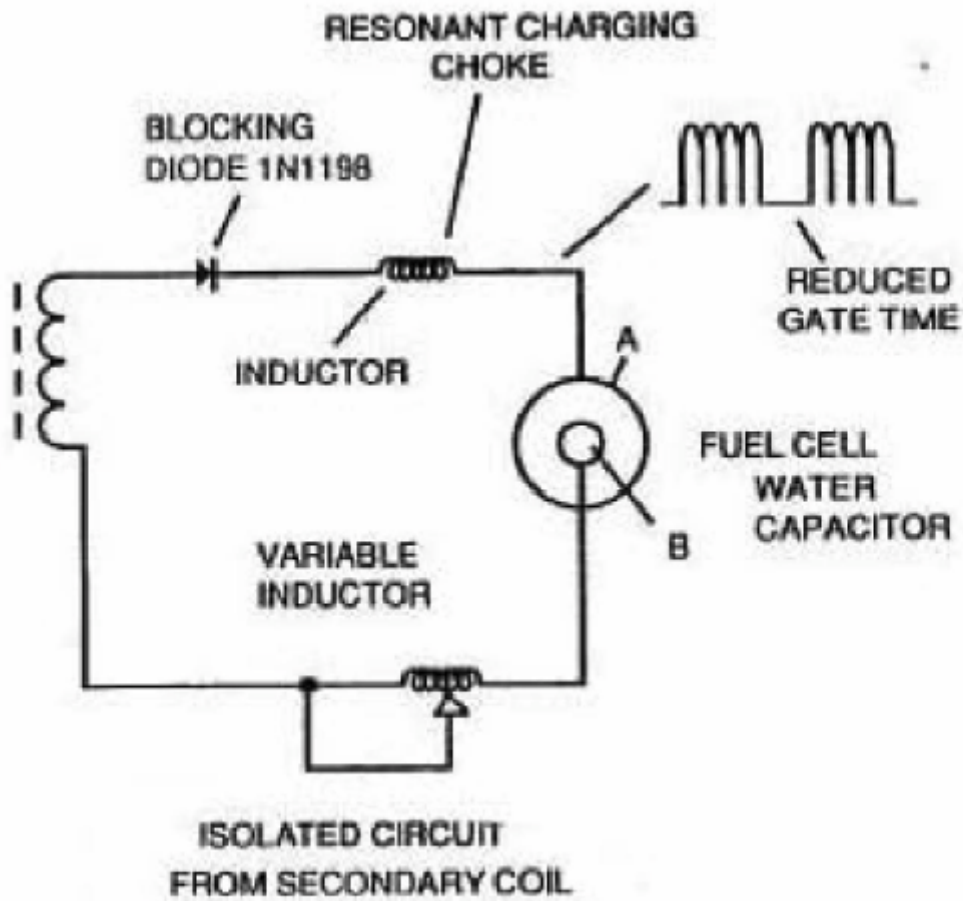 RESONANT CHARGING
CHOKE
BLOCKING
DIODE 1N1198
REDUCED
GATE TIME
INDUCTOR
A
FUEL CELL
WATER
CAPACITOR
B
VARIABLE
INDUCTOR
ISOLATED CIRCUIT
FROM SECONDARY COIL